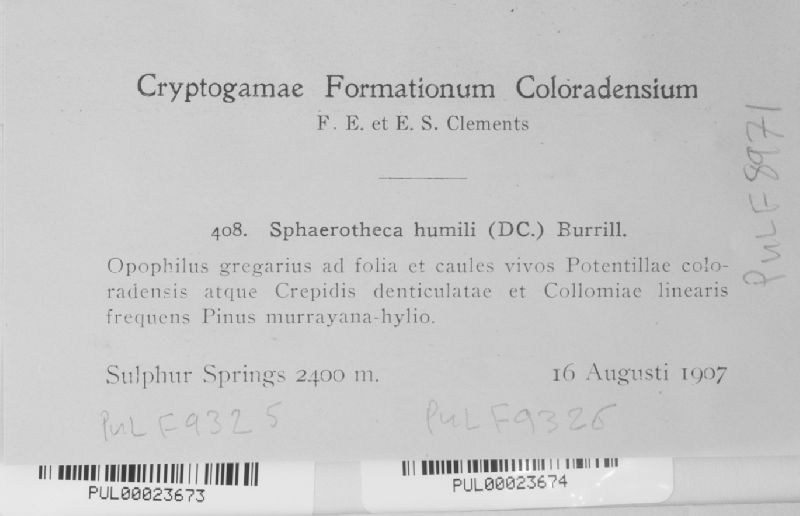 Cryptogamae Formationum Coloradensium
F. E. et E. S. Clements
408. Sphaerotheca humili (DC.) Burrill.
Opophilus gregarius ad folia et caules vivos Potentillae colo-
radensis atque Crepidis denticulatae et Collomiae linearis
frequens Pinus murrayana-hylio.
Sulphur Springs 2400 m. 16 Augusti 1907
PUL F8971
PUL F9325 PUL F9326
PUL00023673 PUL00023674